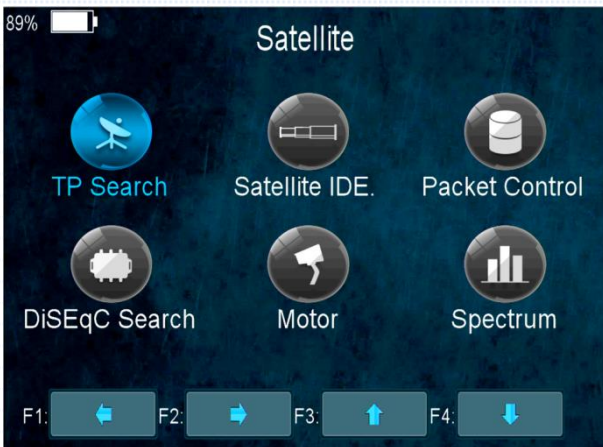 89%
Satellite
TP Search
Satellite IDE.
Packet Control
DiSEqC Search
Motor
Spectrum
F1:
F2:
F3:
F4: